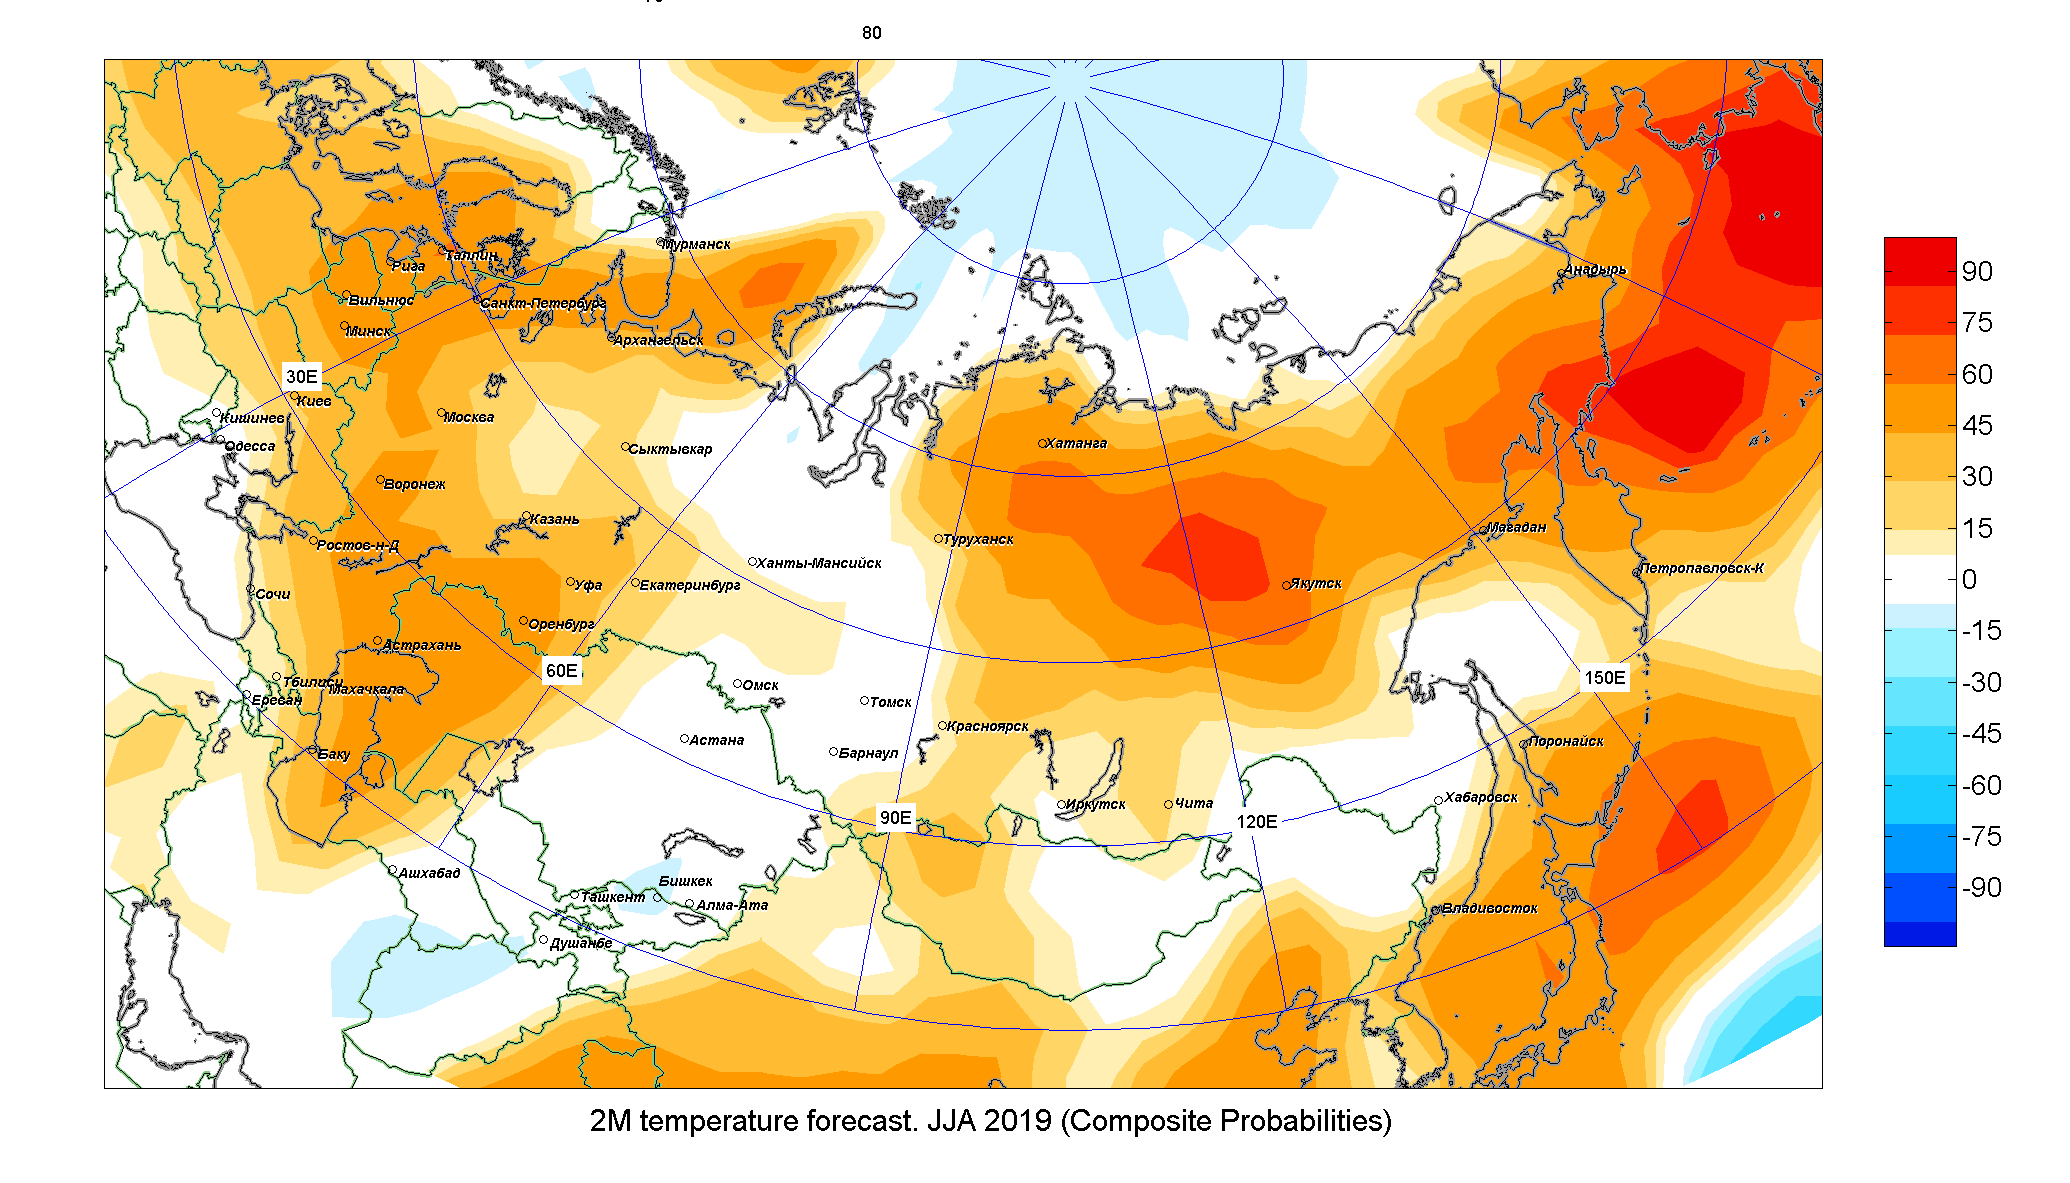 80
Мурманск
Таллин
Рига
Анадырь
Вильнюс
Санкт-Петербург
Минск
Архангельск
30E
Киев
Кишинев
Москва
Одесса
Сыктывкар
Хатанга
Воронеж
Казань
Магадан
Ростов-н-Д
Туруханск
Ханты-Мансийск
Петропавловск-К
Сочи
Уфа
Екатеринбург
Якутск
Оренбург
Астрахань
60E
150E
Тбилиси
Махачкала
Ереван
Омск
Томск
Красноярск
Астана
Поронайск
Баку
Барнаул
Хабаровск
Иркутск
Чита
90E
120E
Ашхабад
Бишкек
Ташкент
Алма-Ата
Владивосток
Душанбе
90
75
60
45
30
15
0
-15
-30
-45
-60
-75
-90
2M temperature forecast. JJA 2019 (Composite Probabilities)